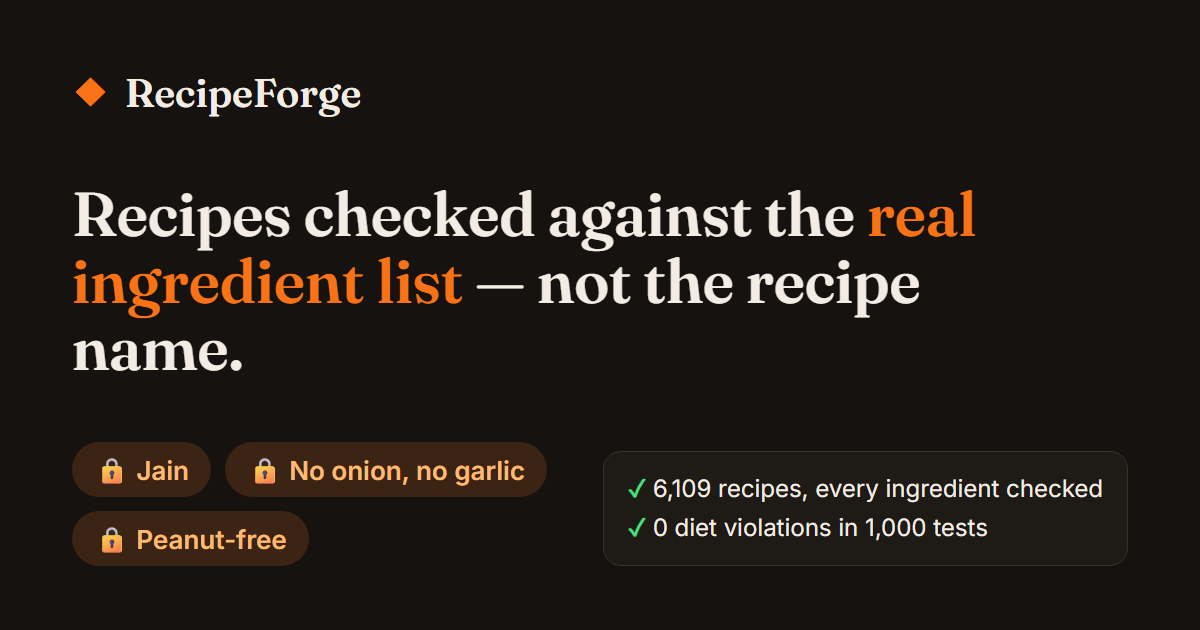 RecipeForge
Recipes checked against the real
ingredient list — not the recipe
name.
Jain
No onion, no garlic
Peanut-free
✓ 6,109 recipes, every ingredient checked
✓ 0 diet violations in 1,000 tests